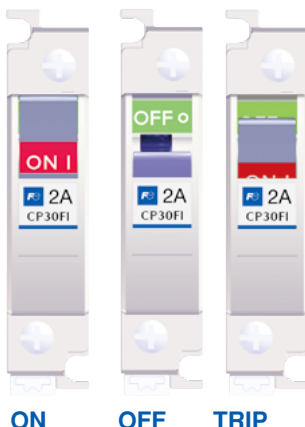 ON I
OFF O
2A
CP30FI
2A
CP30FI
2A
CP30FI
ON
OFF
TRIP